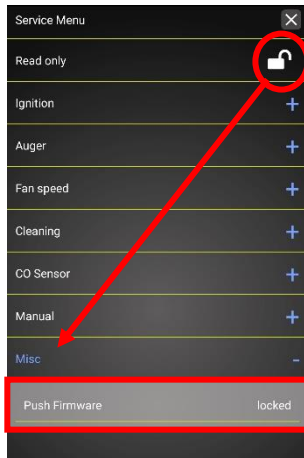 Service Menu
Read only
Ignition +
Auger +
Fan speed +
Cleaning +
CO Sensor +
Manual +
Misc -
Push Firmware locked